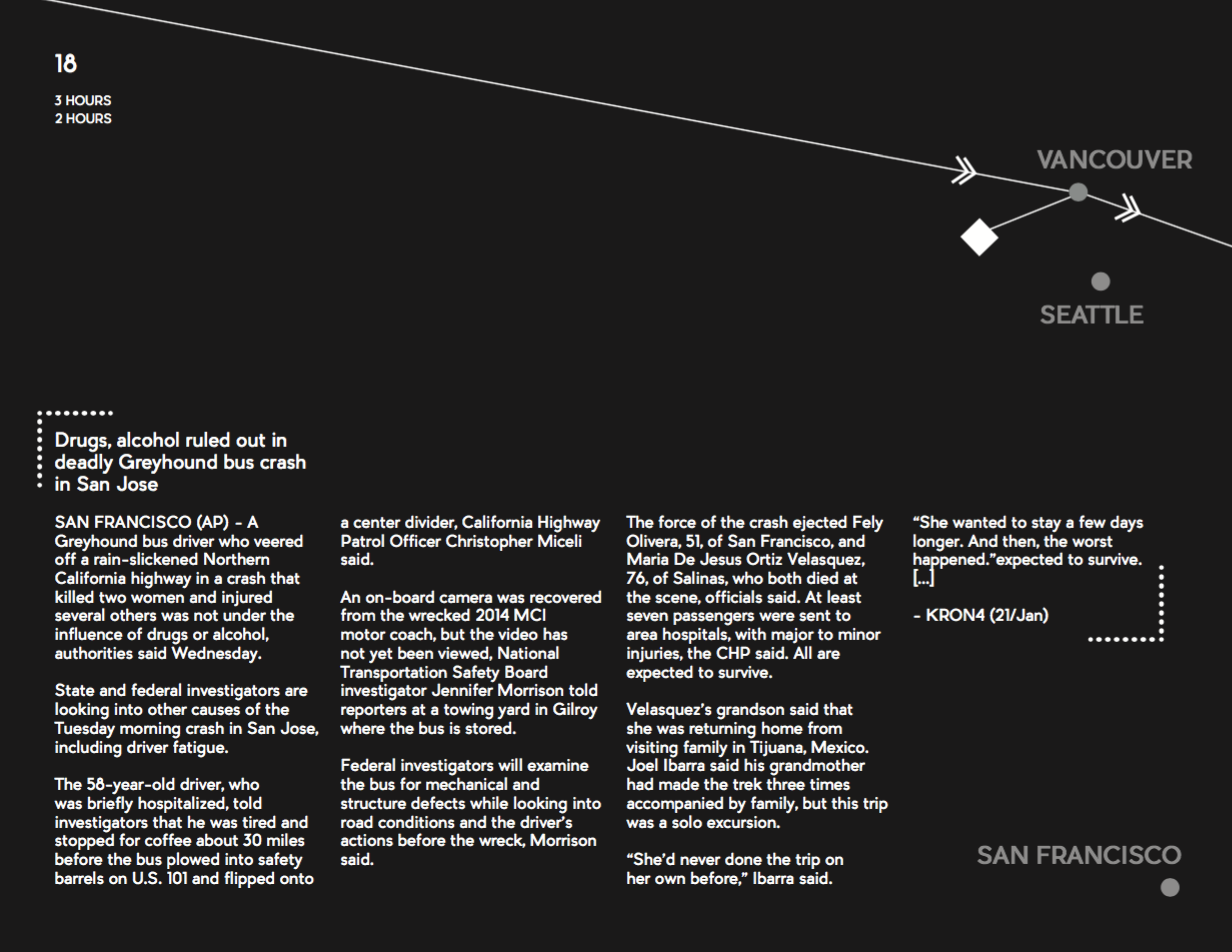 18
3 HOURS
2 HOURS
VANCOUVER
SEATTLE
Drugs, alcohol ruled out in
deadly Greyhound bus crash
in San Jose
SAN FRANCISCO (AP) - A
Greyhound bus driver who veered
off a rain-slickened Northern
California highway in a crash that
killed two women and injured
several others was not under the
influence of drugs or alcohol,
authorities said Wednesday.
State and federal investigators are
looking into other causes of the
Tuesday morning crash in San Jose,
including driver fatigue.
The 58-year-old driver, who
was briefly hospitalized, told
investigators that he was tired and
stopped for coffee about 30 miles
before the bus plowed into safety
barrels on U.S. 101 and flipped onto
a center divider, California Highway
Patrol Officer Christopher Miceli
said.
An on-board camera was recovered
from the wrecked 2014 MCI
motor coach, but the video has
not yet been viewed, National
Transportation Safety Board
investigator Jennifer Morrison told
reporters at a towing yard in Gilroy
where the bus is stored.
Federal investigators will examine
the bus for mechanical and
structure defects while looking into
road conditions and the driver's
actions before the wreck, Morrison
said.
The force of the crash ejected Fely
Olivera, 51, of San Francisco, and
Maria De Jesus Ortiz Velasquez,
76, of Salinas, who both died at
the scene, officials said. At least
seven passengers were sent to
area hospitals, with major to minor
injuries, the CHP said. All are
expected to survive.
Velasquez's grandson said that
she was returning home from
visiting family in Tijuana, Mexico.
Joel Ibarra said his grandmother
had made the trek three times
accompanied by family, but this trip
was a solo excursion.
“She'd never done the trip on
her own before,” Ibarra said.
“She wanted to stay a few days
longer. And then, the worst
happened.”expected to survive.
[...]
- KRON4 (21/Jan)
SAN FRANCISCO